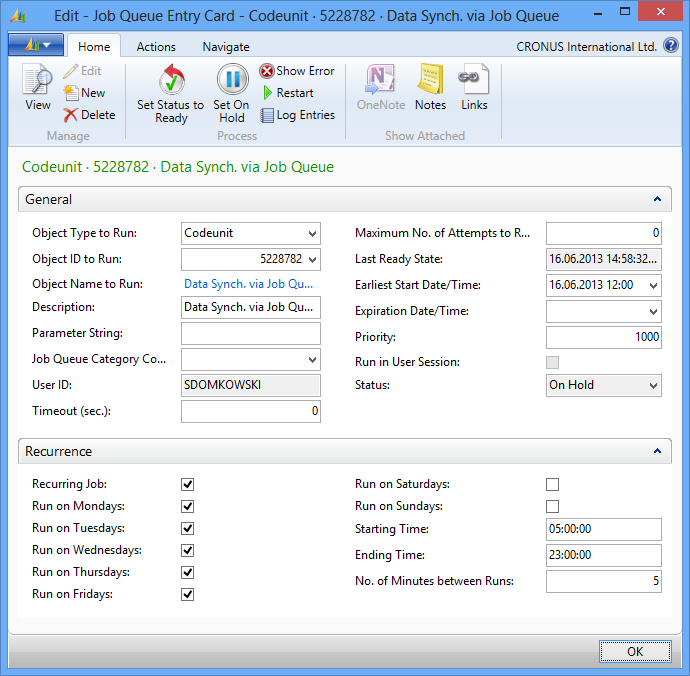 Edit - Job Queue Entry Card - Codeunit · 5228782 · Data Synch. via Job Queue
Home Actions Navigate CRONUS International Ltd.
View Edit New Delete
Manage
Set Status to Ready
Set On Hold
Show Error
Restart
Log Entries
Process
OneNote Notes Links
Show Attached
Codeunit · 5228782 · Data Synch. via Job Queue
General
Object Type to Run: Codeunit
Object ID to Run: 5228782
Object Name to Run: Data Synch. via Job Qu...
Description: Data Synch. via Job Qu...
Parameter String:
Job Queue Category Co...
User ID: SDOMKOWSKI
Timeout (sec.): 0
Maximum No. of Attempts to R... 0
Last Ready State: 16.06.2013 14:58:32...
Earliest Start Date/Time: 16.06.2013 12:00
Expiration Date/Time:
Priority: 1000
Run in User Session:
Status: On Hold
Recurrence
Recurring Job:
Run on Mondays:
Run on Tuesdays:
Run on Wednesdays:
Run on Thursdays:
Run on Fridays:
Run on Saturdays:
Run on Sundays:
Starting Time: 05:00:00
Ending Time: 23:00:00
No. of Minutes between Runs: 5
OK